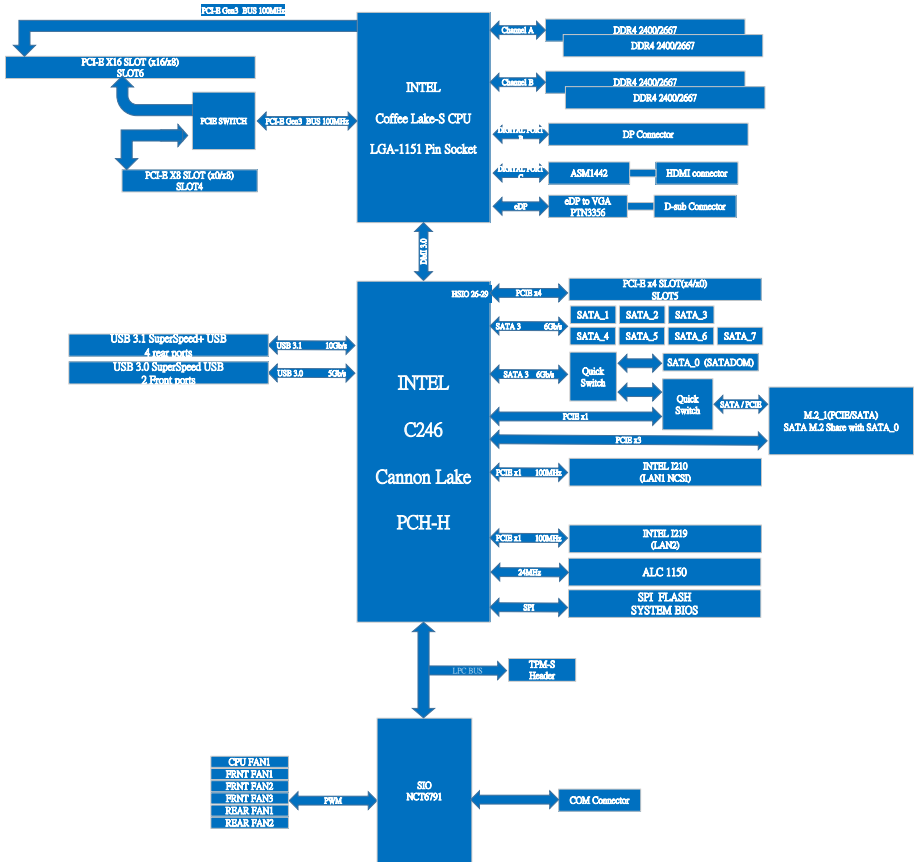 PCI-E Gen3 BUS 100MHz
PCI-E X16 SLOT (x16/x8)
SLOT6
PCIE SWITCH
PCI-E Gen3 BUS 100MHz
PCI-E X8 SLOT (x0/x8)
SLOT4
INTEL
Coffee Lake-S CPU
LGA-1151 Pin Socket
Channel A
DDR4 2400/2667
DDR4 2400/2667
Channel B
DDR4 2400/2667
DDR4 2400/2667
DIGITAL PORT
DP Connector
DIGITAL PORT
C
ASM1442
HDMI connector
eDP
eDP to VGA
PTN3356
D-sub Connector
DMI 3.0
HSIO 26-29
PCIE x4
PCI-E x4 SLOT(x4/x0)
SLOT5
SATA 3 6Gb/s
SATA_1
SATA_2
SATA_3
SATA_4
SATA_5
SATA_6
SATA_7
USB 3.1 SuperSpeed+ USB
4 rear ports
USB 3.1 10Gb/s
USB 3.0 SuperSpeed USB
2 Front ports
USB 3.0 5Gb/s
INTEL
C246
Cannon Lake
PCH-H
SATA 3 6Gb/s
Quick
Switch
SATA_0 (SATADOM)
Quick
Switch
SATA / PCIE
M.2_1(PCIE/SATA)
SATA M.2 Share with SATA_0
PCIE x1
PCIE x3
PCIE x1 100MHz
INTEL I210
(LAN1 NCSI)
PCIE x1 100MHz
INTEL I219
(LAN2)
24MHz
ALC 1150
SPI
SPI FLASH
SYSTEM BIOS
LPC BUS
TPM-S
Header
SIO
NCT6791
CPU FAN1
FRNT FAN1
FRNT FAN2
FRNT FAN3
REAR FAN1
REAR FAN2
PWM
COM Connector